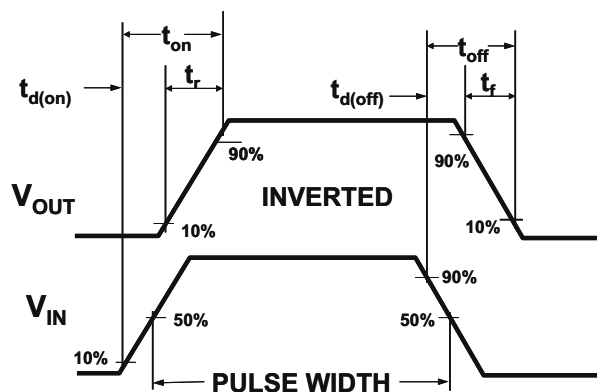 t_on
t_off
t_d(on)
t_r
t_d(off)
t_f
90%
90%
V_OUT
INVERTED
10%
10%
90%
V_IN
50%
50%
10%
PULSE WIDTH